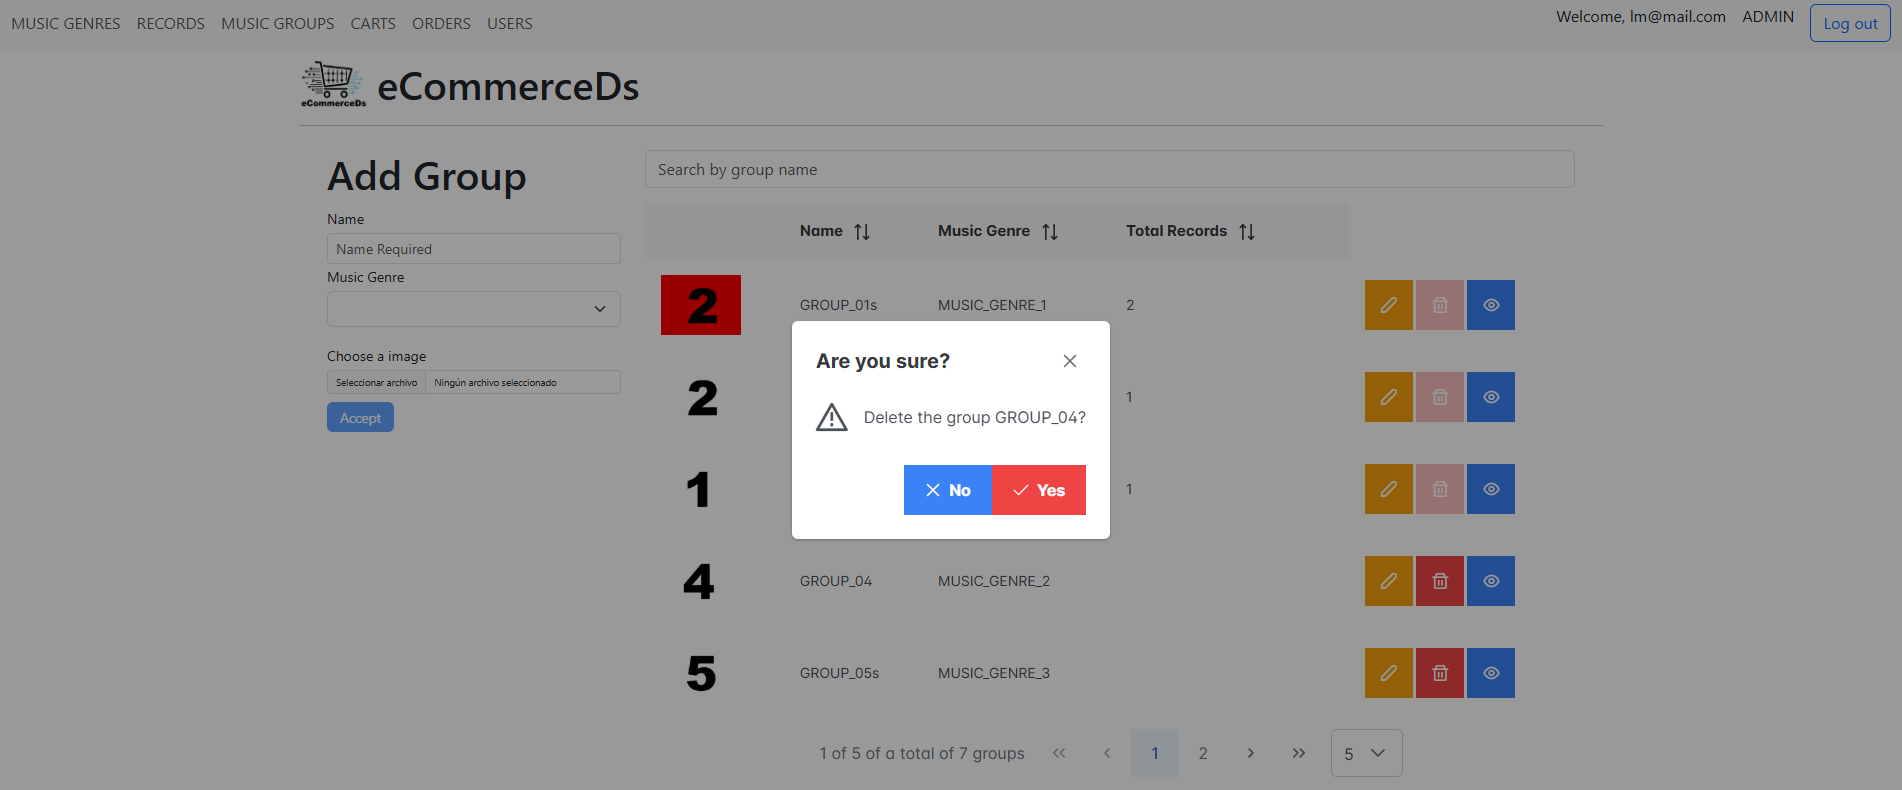 MUSIC GENRES RECORDS MUSIC GROUPS CARTS ORDERS USERS Welcome, lm@mail.com ADMIN Log out
eCommerceDs eCommerceDs
Add Group
Search by group name
Name
Name Required
Music Genre
Choose a image
Seleccionar archivo Ningún archivo seleccionado
Accept
Name Music Genre Total Records
2 GROUP_01s MUSIC_GENRE_1 2
2 1
1 1
4 GROUP_04 MUSIC_GENRE_2
5 GROUP_05s MUSIC_GENRE_3
Are you sure?
Delete the group GROUP_04?
No Yes
1 of 5 of a total of 7 groups 1 2 5